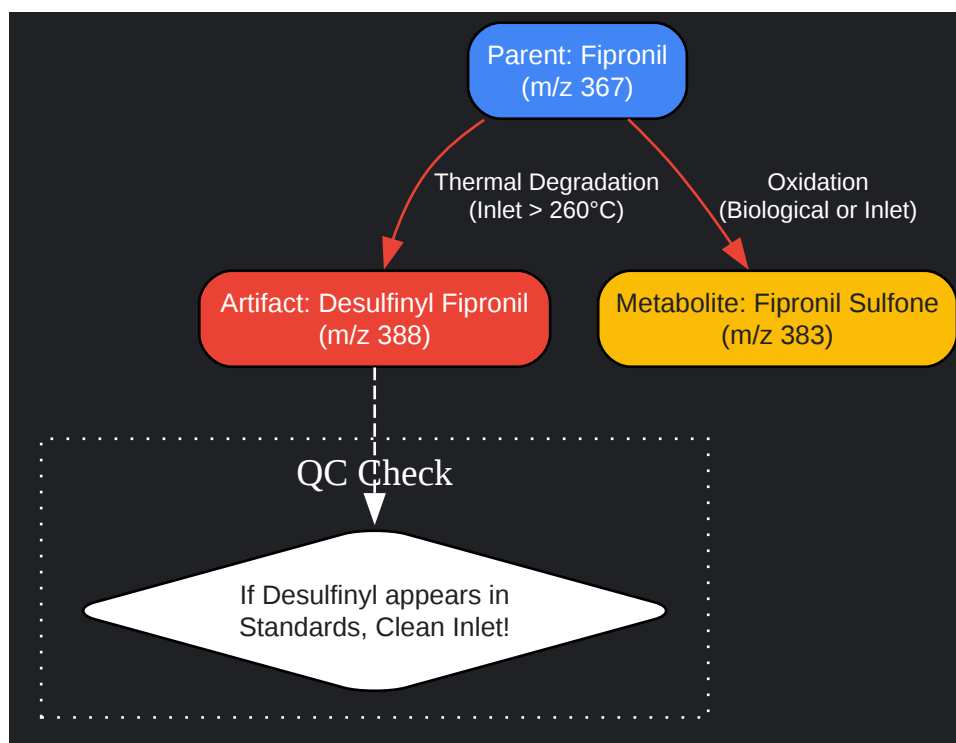 Parent: Fipronil
(m/z 367)
Thermal Degradation
(Inlet > 260°C)
Oxidation
(Biological or Inlet)
Artifact: Desulfinyl Fipronil
(m/z 388)
Metabolite: Fipronil Sulfone
(m/z 383)
QC Check
If Desulfinyl appears in
Standards, Clean Inlet!